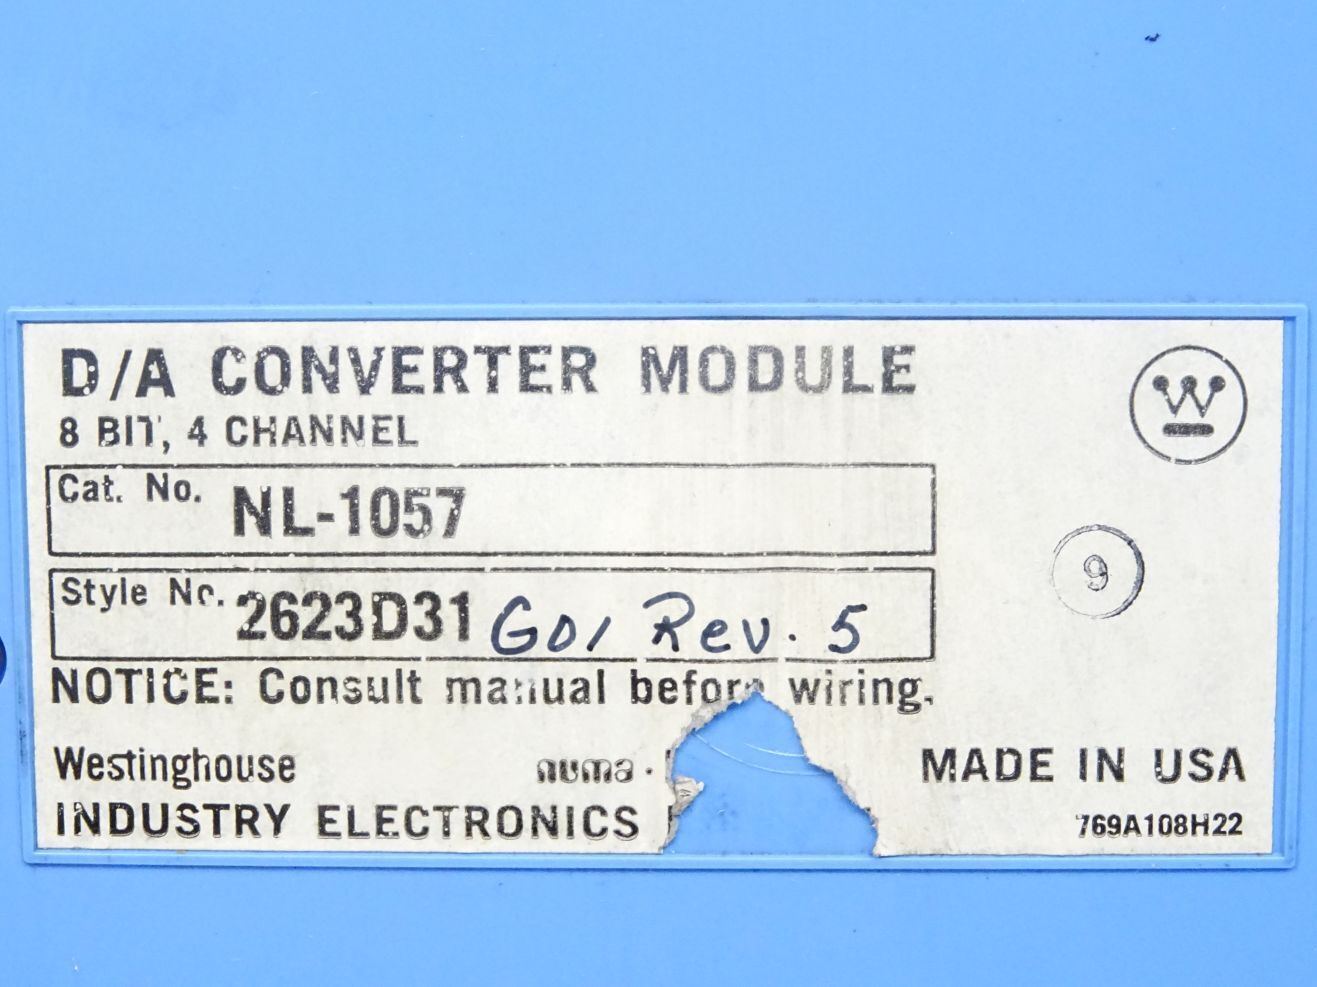 D/A CONVERTER MODULE
8 BIT, 4 CHANNEL
W
Cat. No. NL-1057
9
Style No. 2623D31 G01 Rev. 5
NOTICE: Consult manual before wiring.
Westinghouse numa.
INDUSTRY ELECTRONICS
MADE IN USA
769A108H22